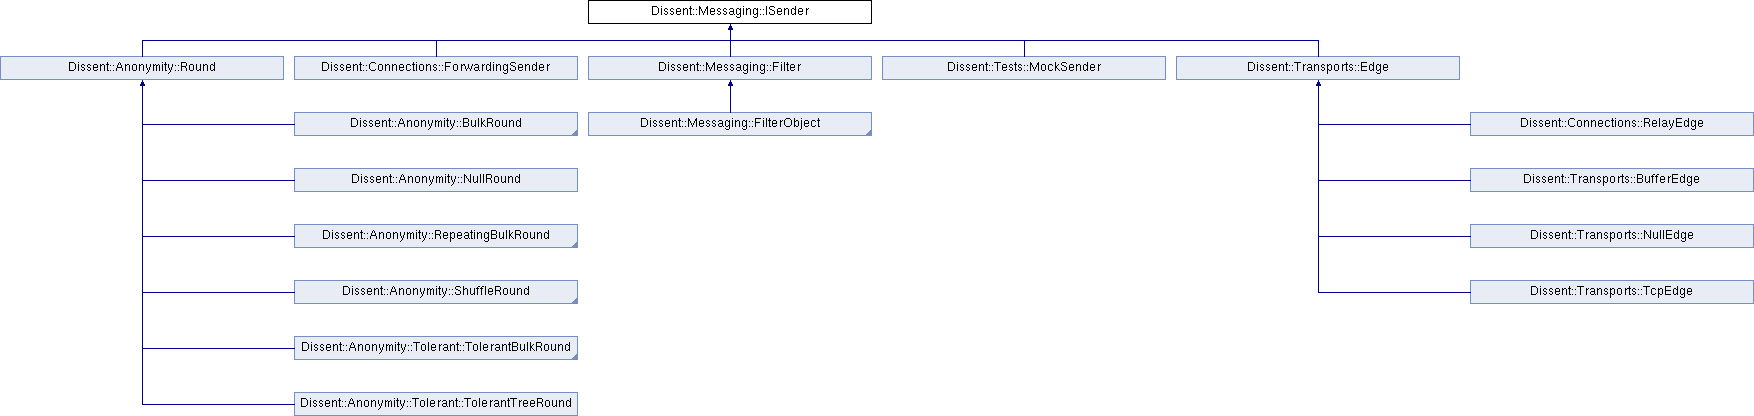 Dissent::Messaging::ISender
Dissent::Anonymity::Round
Dissent::Connections::ForwardingSender
Dissent::Messaging::Filter
Dissent::Tests::MockSender
Dissent::Transports::Edge
Dissent::Anonymity::BulkRound
Dissent::Messaging::FilterObject
Dissent::Connections::RelayEdge
Dissent::Anonymity::NullRound
Dissent::Transports::BufferEdge
Dissent::Anonymity::RepeatingBulkRound
Dissent::Transports::NullEdge
Dissent::Anonymity::ShuffleRound
Dissent::Transports::TcpEdge
Dissent::Anonymity::Tolerant::TolerantBulkRound
Dissent::Anonymity::Tolerant::TolerantTreeRound